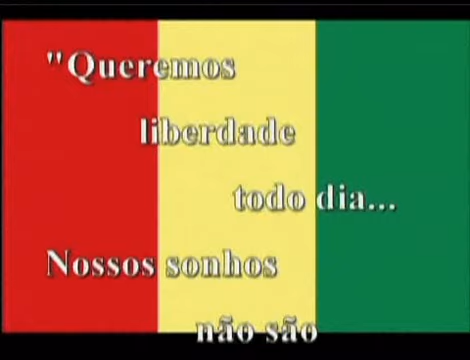 "Queremos
liberdade
todo dia...
Nossos sonhos
não são